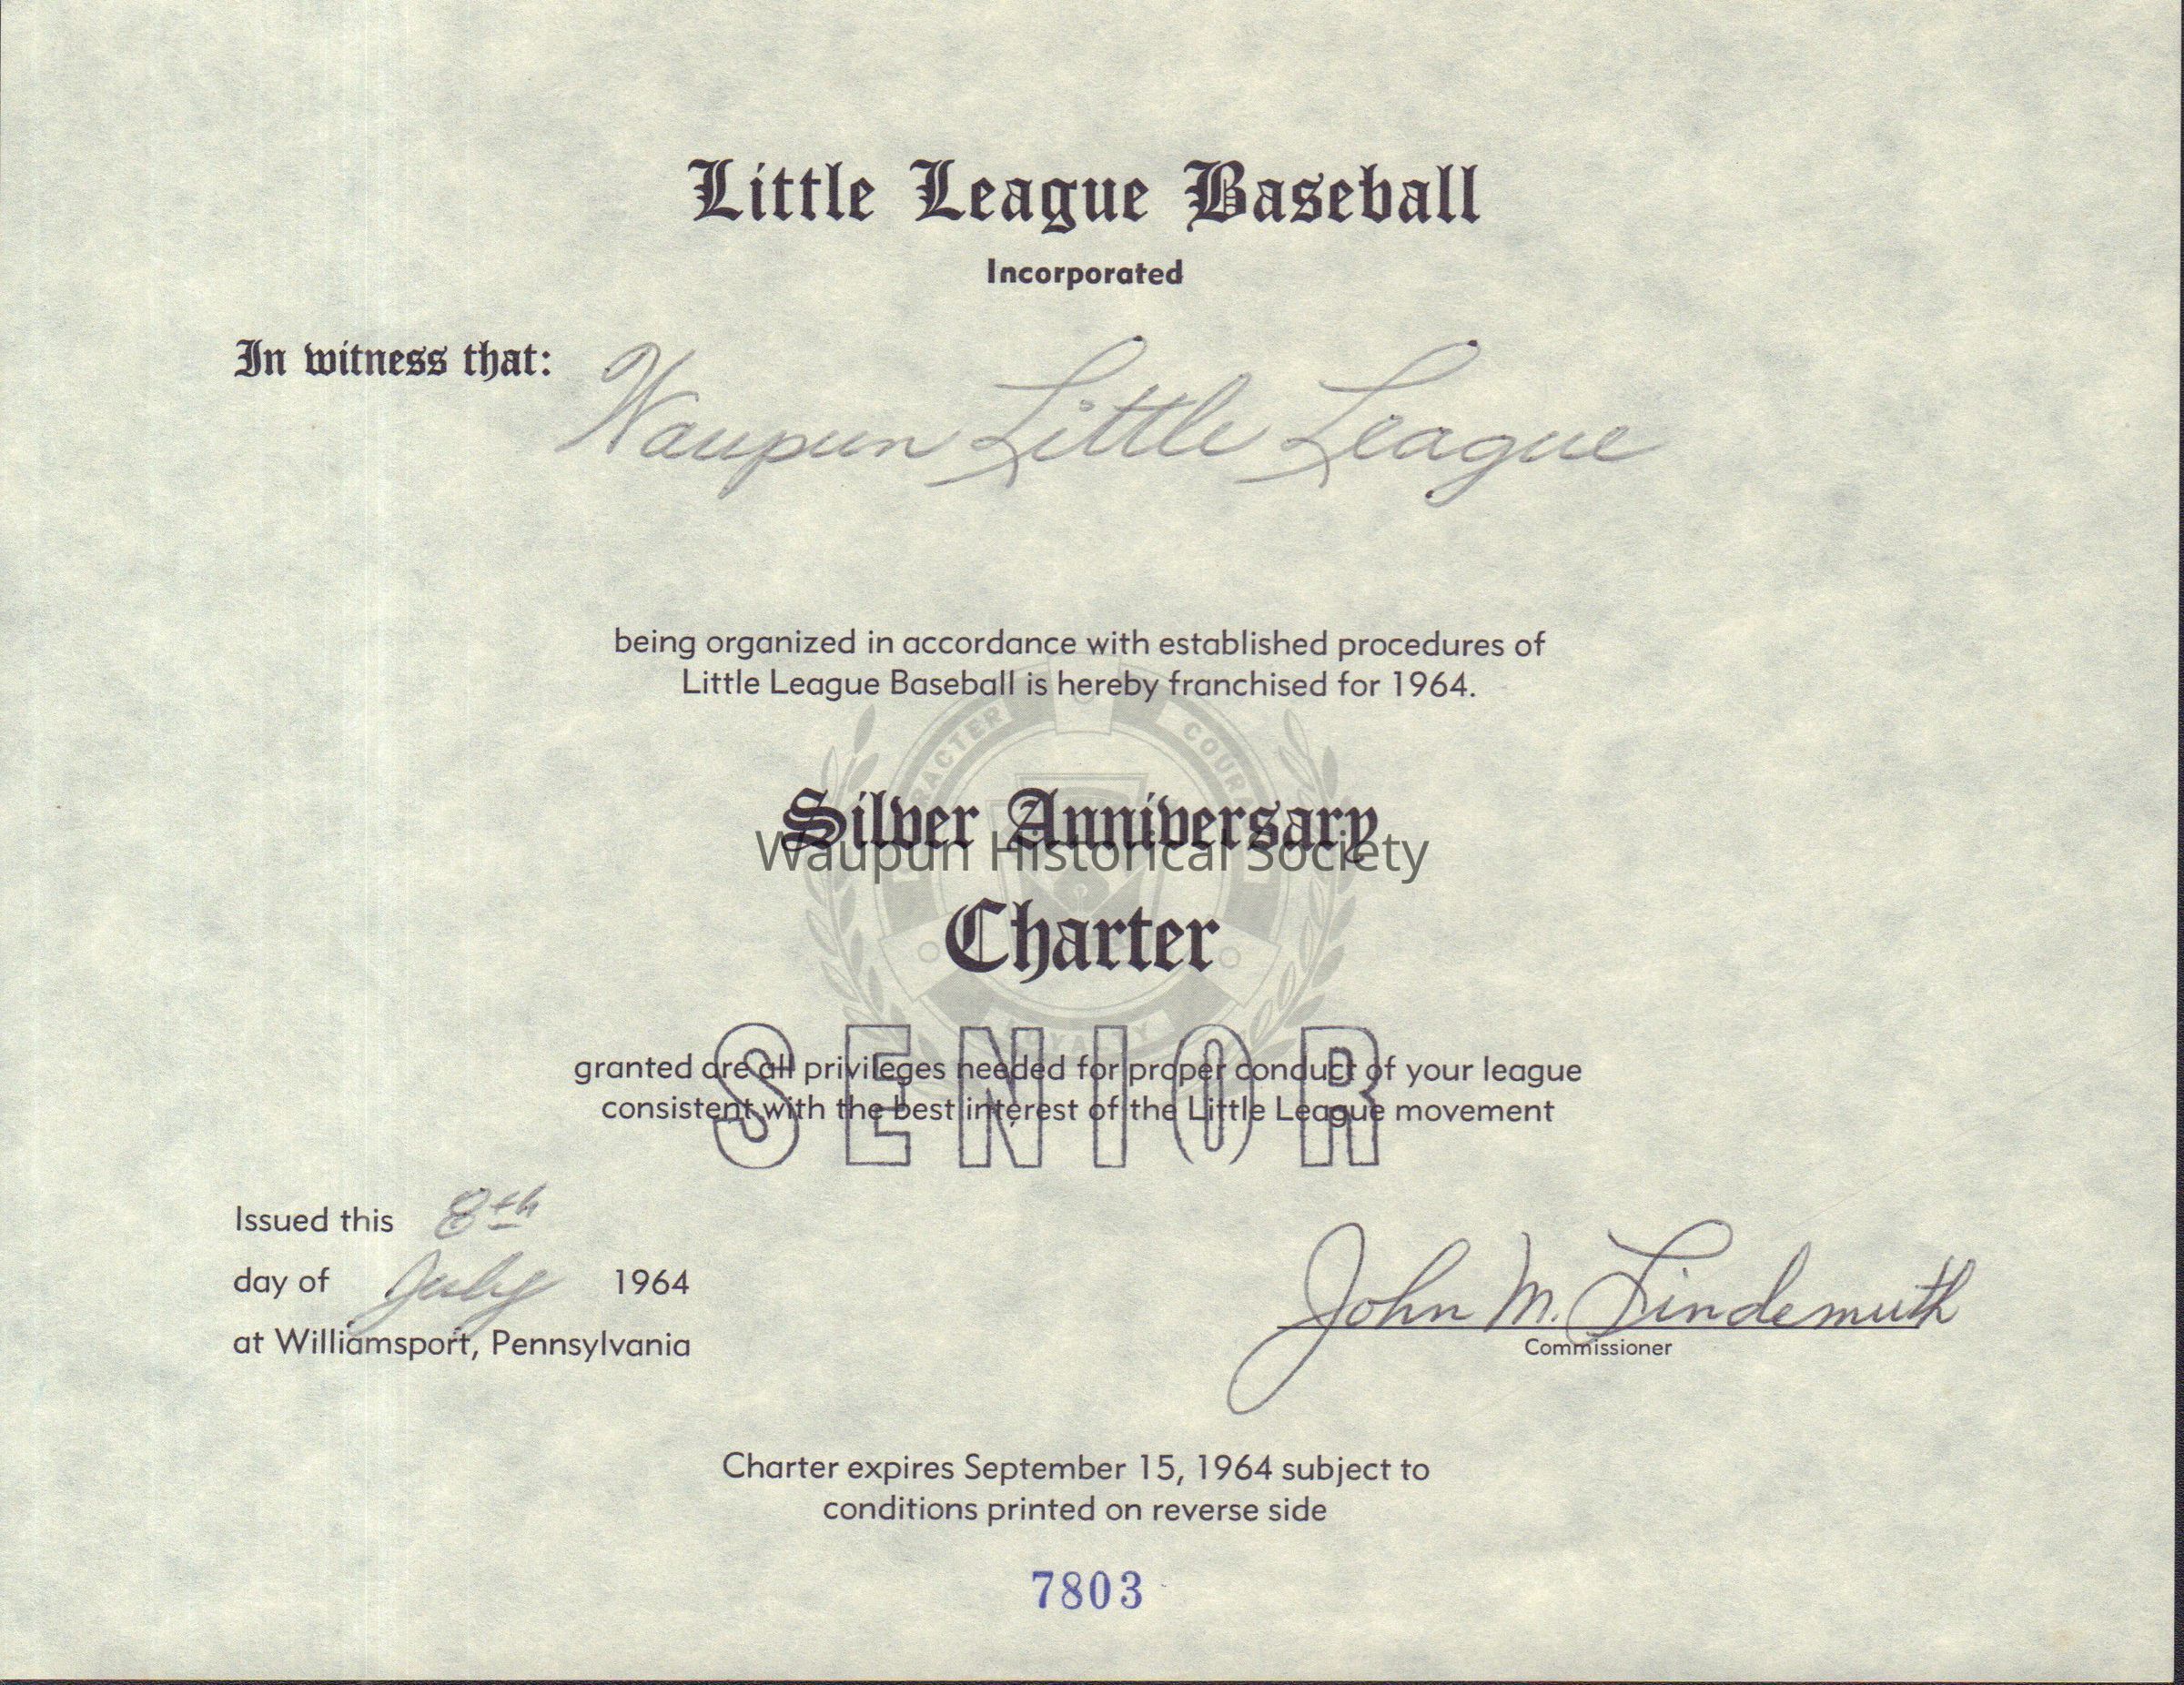 Little League Baseball
Incorporated
In witness that:
Waupun Little League
being organized in accordance with established procedures of
Little League Baseball is hereby franchised for 1964.
Silver Anniversary
Waupun Historical Society
Charter
SENIOR
granted are all privileges needed for proper conduct of your league
consistent with the best interest of the Little League movement
Issued this 8th
day of July 1964
at Williamsport, Pennsylvania
John M. Lindemuth
Commissioner
Charter expires September 15, 1964 subject to
conditions printed on reverse side
7803